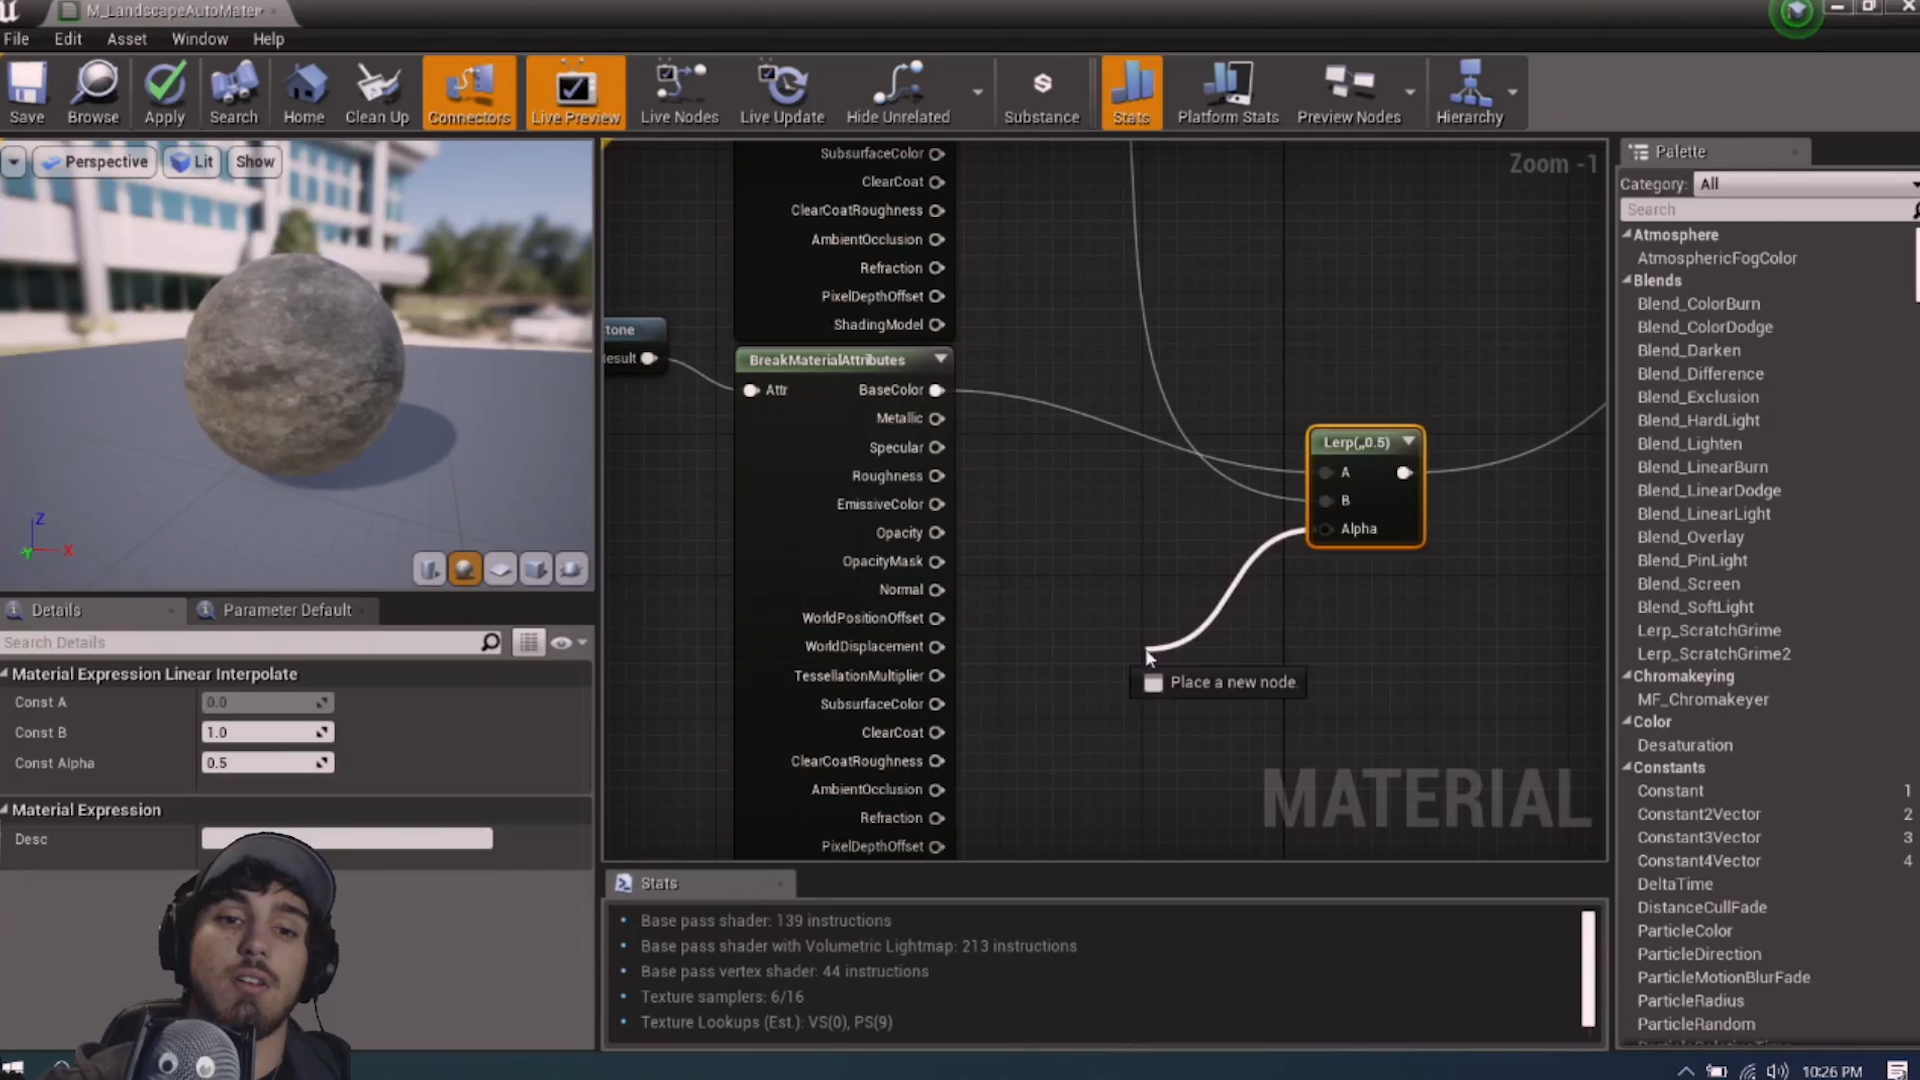 M_LandscapeAutoMater*
File Edit Asset Window Help
Save Browse Apply Search Home Clean Up Connectors Live Preview Live Nodes Live Update Hide Unrelated Substance Stats Platform Stats Preview Nodes Hierarchy
Perspective Lit Show
Z
Y
X
Details
Parameter Default
Search Details
Material Expression Linear Interpolate
Const A 0.0
Const B 1.0
Const Alpha 0.5
Material Expression
Desc
Zoom -1
SubsurfaceColor
ClearCoat
ClearCoatRoughness
AmbientOcclusion
Refraction
PixelDepthOffset
ShadingModel
tone
esult
BreakMaterialAttributes
Attr BaseColor
Metallic
Specular
Roughness
EmissiveColor
Opacity
OpacityMask
Normal
WorldPositionOffset
WorldDisplacement
TessellationMultiplier
SubsurfaceColor
ClearCoat
ClearCoatRoughness
AmbientOcclusion
Refraction
PixelDepthOffset
Lerp(,,0.5)
A
B
Alpha
Place a new node.
MATERIAL
Stats
Base pass shader: 139 instructions
Base pass shader with Volumetric Lightmap: 213 instructions
Base pass vertex shader: 44 instructions
Texture samplers: 6/16
Texture Lookups (Est.): VS(0), PS(9)
Palette
Category: All
Search
Atmosphere
AtmosphericFogColor
Blends
Blend_ColorBurn
Blend_ColorDodge
Blend_Darken
Blend_Difference
Blend_Exclusion
Blend_HardLight
Blend_Lighten
Blend_LinearBurn
Blend_LinearDodge
Blend_LinearLight
Blend_Overlay
Blend_PinLight
Blend_Screen
Blend_SoftLight
Lerp_ScratchGrime
Lerp_ScratchGrime2
Chromakeying
MF_Chromakeyer
Color
Desaturation
Constants
Constant 1
Constant2Vector 2
Constant3Vector 3
Constant4Vector 4
DeltaTime
DistanceCullFade
ParticleColor
ParticleDirection
ParticleMotionBlurFade
ParticleRadius
ParticleRandom
10:26 PM